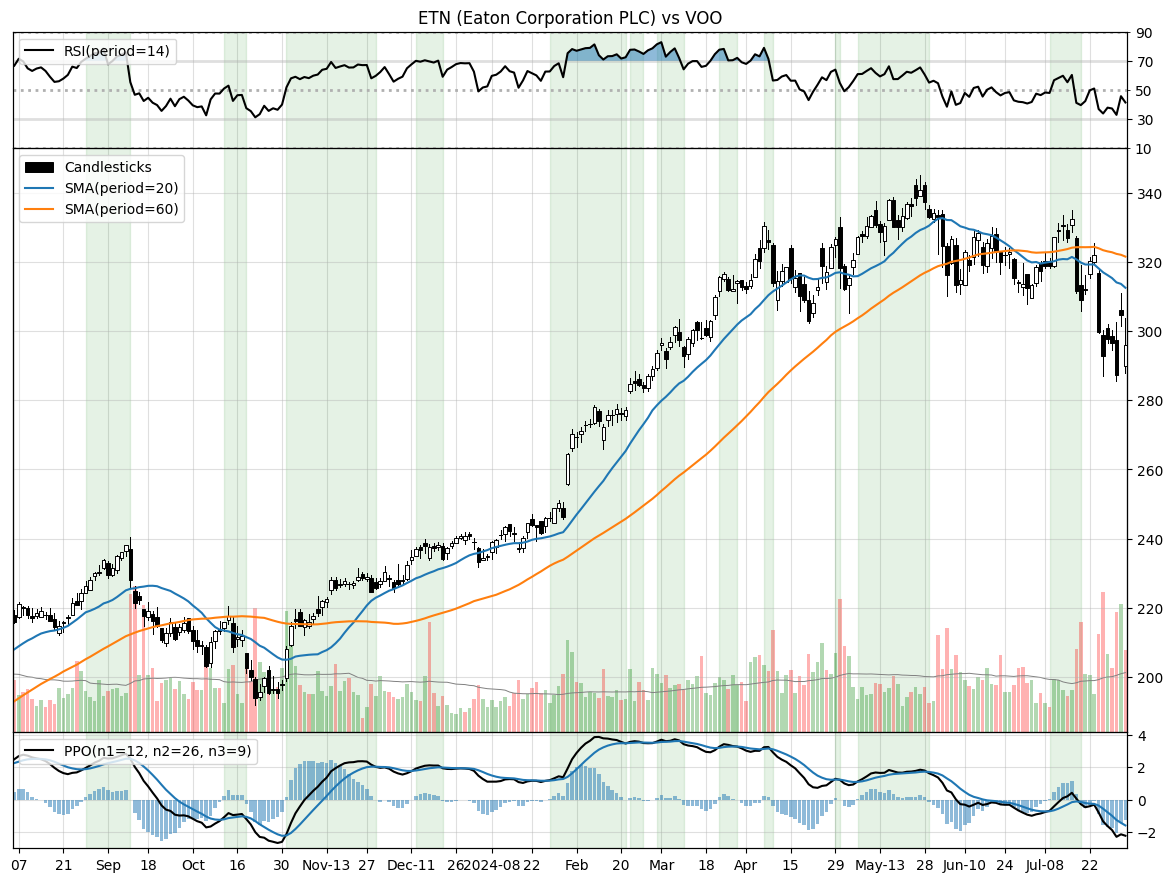 ETN (Eaton Corporation PLC) vs VOO
RSI(period=14)
90
70
50
30
10
Candlesticks
SMA(period=20)
SMA(period=60)
340
320
300
280
260
240
220
200
PPO(n1=12, n2=26, n3=9)
4
2
0
−2
07 21 Sep 18 Oct 16 30 Nov-13 27 Dec-11 26 2024-08 22 Feb 20 Mar 18 Apr 15 29 May-13 28 Jun-10 24 Jul-08 22